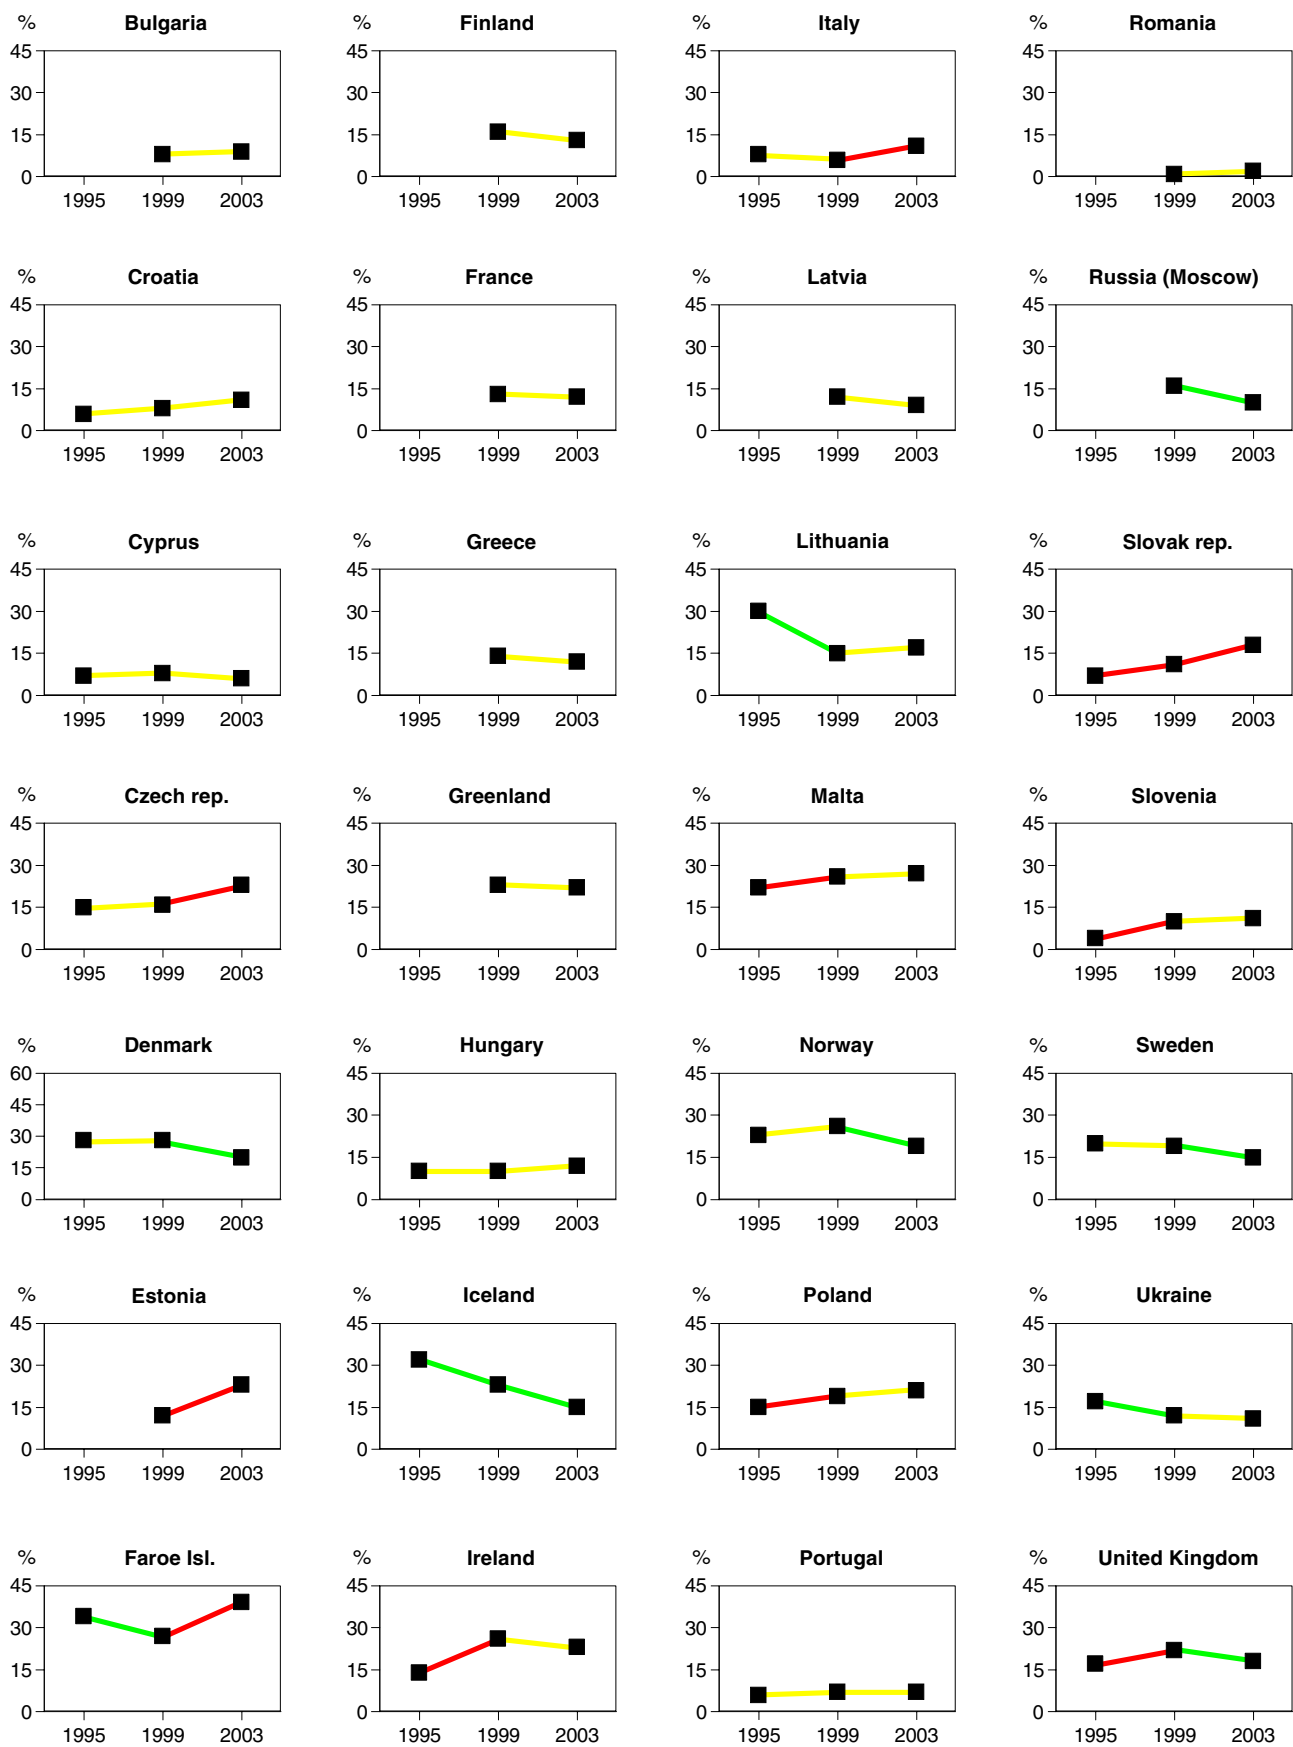 % Bulgaria % Finland % Italy % Romania
45 45 45 45
30 30 30 30
15 15 15 15
0 0 0 0
1995 1999 2003 1995 1999 2003 1995 1999 2003 1995 1999 2003
% Croatia % France % Latvia % Russia (Moscow)
45 45 45 45
30 30 30 30
15 15 15 15
0 0 0 0
1995 1999 2003 1995 1999 2003 1995 1999 2003 1995 1999 2003
% Cyprus % Greece % Lithuania % Slovak rep.
45 45 45 45
30 30 30 30
15 15 15 15
0 0 0 0
1995 1999 2003 1995 1999 2003 1995 1999 2003 1995 1999 2003
% Czech rep. % Greenland % Malta % Slovenia
45 45 45 45
30 30 30 30
15 15 15 15
0 0 0 0
1995 1999 2003 1995 1999 2003 1995 1999 2003 1995 1999 2003
% Denmark % Hungary % Norway % Sweden
60 45 45 45
45 30 30 30
30 15 15 15
15 0 0 0
0
1995 1999 2003 1995 1999 2003 1995 1999 2003 1995 1999 2003
% Estonia % Iceland % Poland % Ukraine
45 45 45 45
30 30 30 30
15 15 15 15
0 0 0 0
1995 1999 2003 1995 1999 2003 1995 1999 2003 1995 1999 2003
% Faroe Isl. % Ireland % Portugal % United Kingdom
45 45 45 45
30 30 30 30
15 15 15 15
0 0 0 0
1995 1999 2003 1995 1999 2003 1995 1999 2003 1995 1999 2003